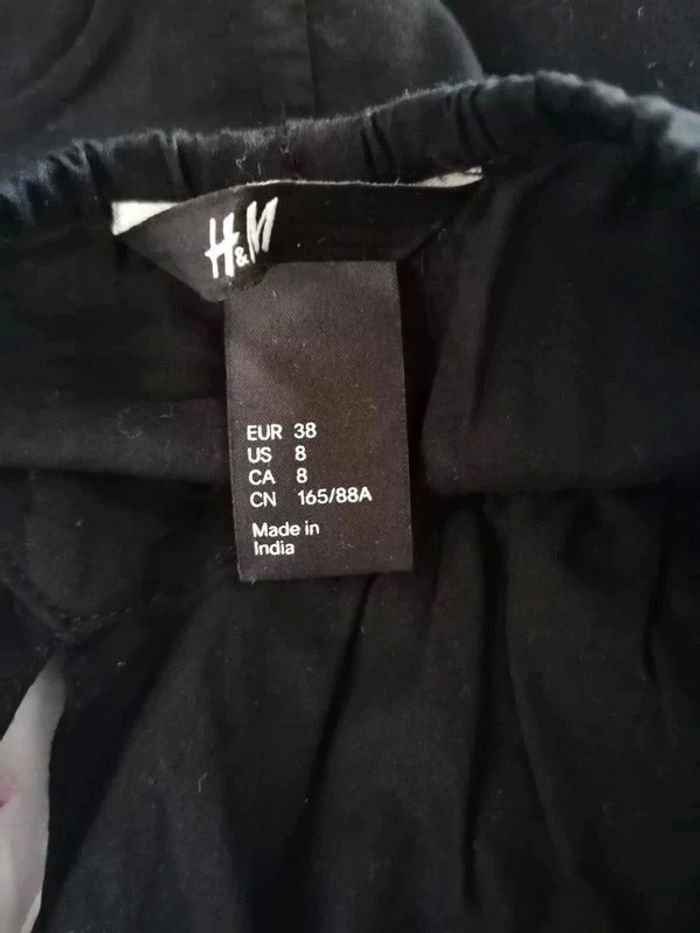 H&M
EUR 38
US 8
CA 8
CN 165/88A
Made in
India